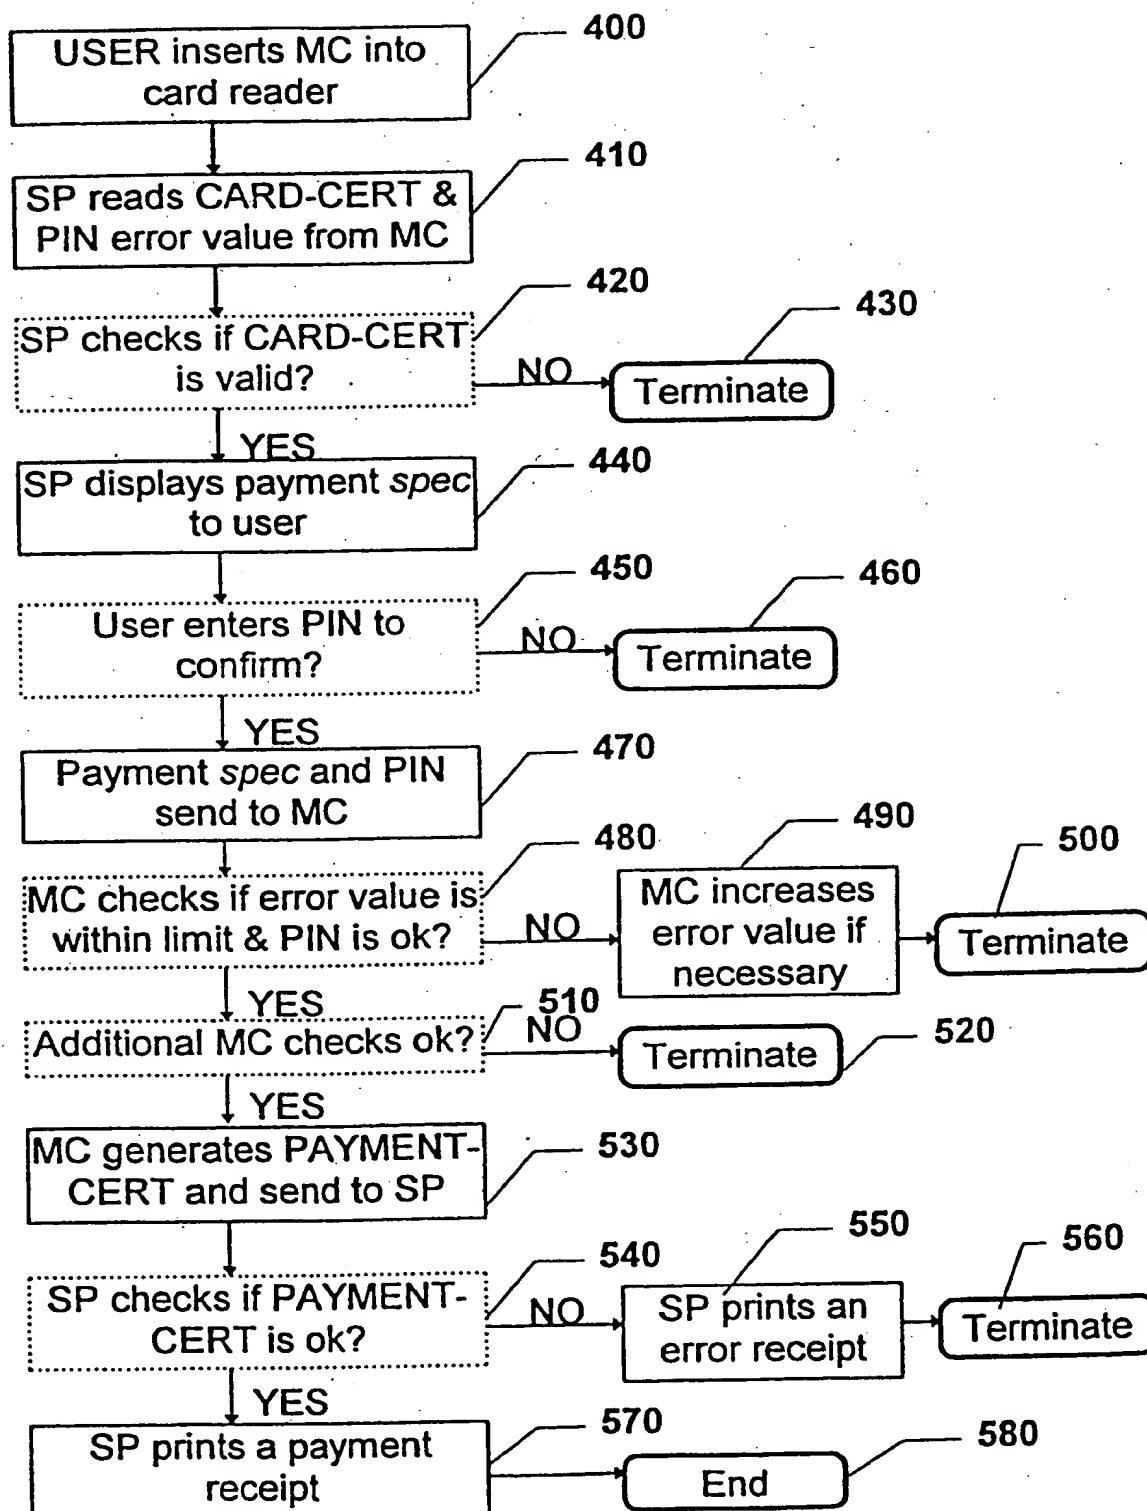 400
USER inserts MC into
card reader
410
SP reads CARD-CERT &
PIN error value from MC
420
430
SP checks if CARD-CERT
is valid?
NO
Terminate
YES
440
SP displays payment spec
to user
450
460
User enters PIN to
confirm?
NO
Terminate
YES
470
Payment spec and PIN
send to MC
480
490
500
MC checks if error value is
within limit & PIN is ok?
NO
MC increases
error value if
necessary
Terminate
YES
510
520
Additional MC checks ok?
NO
Terminate
YES
530
MC generates PAYMENT-
CERT and send to SP
540
550
560
SP checks if PAYMENT-
CERT is ok?
NO
SP prints an
error receipt
Terminate
YES
570
580
SP prints a payment
receipt
End